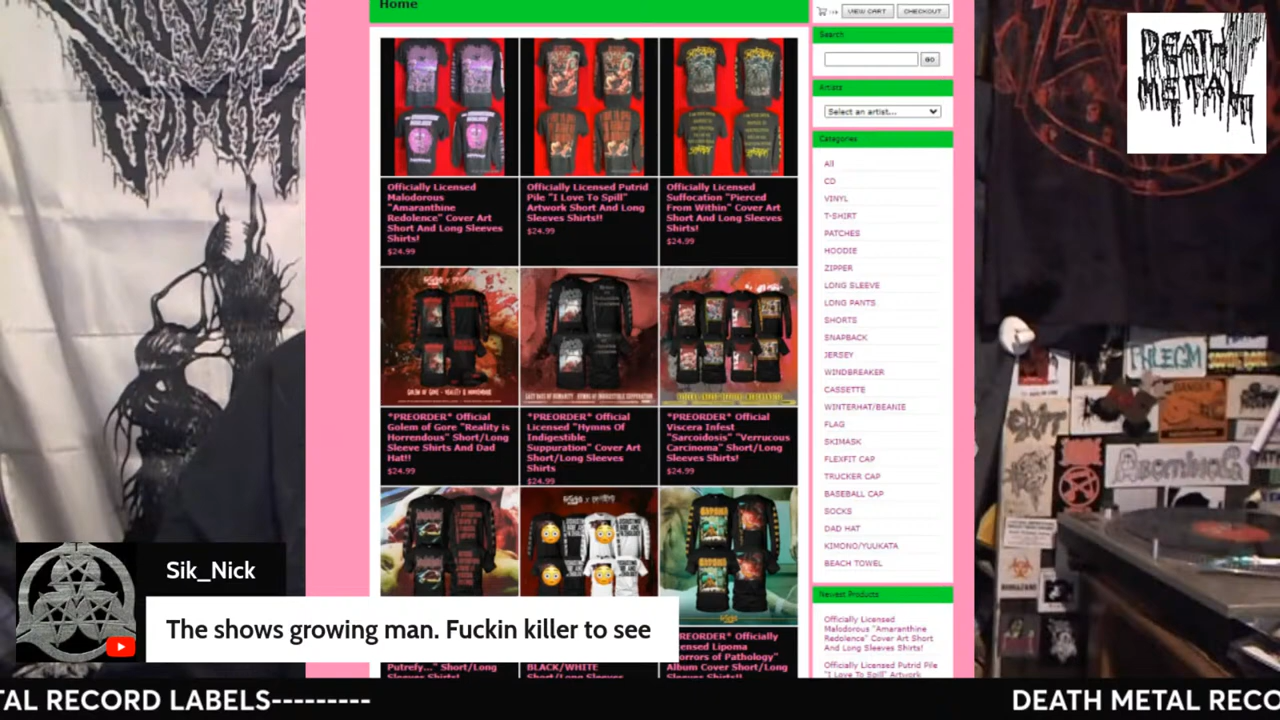 Home
VIEW CART
CHECKOUT
Search
GO
Artists
Select an artist...
Categories
All
CD
VINYL
T-SHIRT
PATCHES
HOODIE
ZIPPER
LONG SLEEVE
LONG PANTS
SHORTS
SNAPBACK
JERSEY
WINDBREAKER
CASSETTE
WINTERHAT/BEANIE
FLAG
SKIMASK
FLEXFIT CAP
TRUCKER CAP
BASEBALL CAP
SOCKS
DAD HAT
KIMONO/YUUKATA
BEACH TOWEL
Newest Products
Officially Licensed
Malodorous
"Amaranthine Redolence"
Cover Art Short
And Long Sleeves
Shirts!
Officially Licensed Putrid Pile
"I Love To Spill" Artwork
Officially Licensed
Malodorous
"Amaranthine
Redolence" Cover Art
Short And Long Sleeves
Shirts!
$24.99
Officially Licensed Putrid
Pile "I Love To Spill"
Artwork Short And Long
Sleeves Shirts!!
$24.99
Officially Licensed
Suffocation "Pierced
From Within" Cover Art
Short And Long Sleeves
Shirts!
$24.99
*PREORDER* Official
Golem of Gore "Reality is
Horrendous" Short/Long
Sleeve Shirts And Dad
Hat!!
$24.99
*PREORDER* Official
Licensed "Hymns Of
Indigestible
Suppuration" Cover Art
Short/Long Sleeves
Shirts
$24.99
*PREORDER* Official
Viscera Infest
"Sarcoidosis" "Verrucous
Carcinoma" Short/Long
Sleeves Shirts!
$24.99
Putrefy..." Short/Long
BLACK/WHITE
Album Cover Short/Long
DEATH
METAL
PHLEGM
Sik_Nick
The shows growing man. Fuckin killer to see
TAL RECORD LABELS---------
DEATH METAL RECO